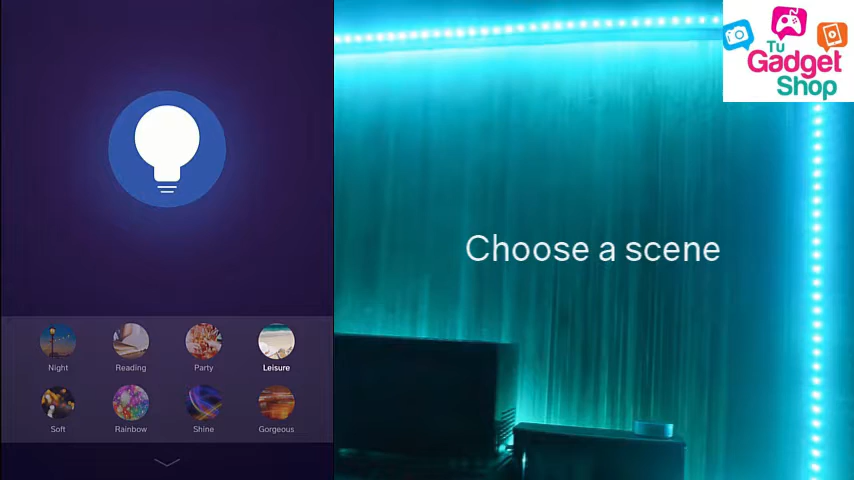 Tu
Gadget
Shop
Choose a scene
Night
Reading
Party
Leisure
Soft
Rainbow
Shine
Gorgeous